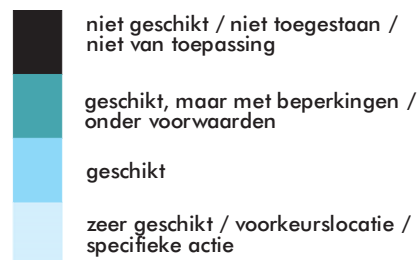 niet geschikt / niet toegestaan /
niet van toepassing
geschikt, maar met beperkingen /
onder voorwaarden
geschikt
zeer geschikt / voorkeurslocatie /
specifieke actie